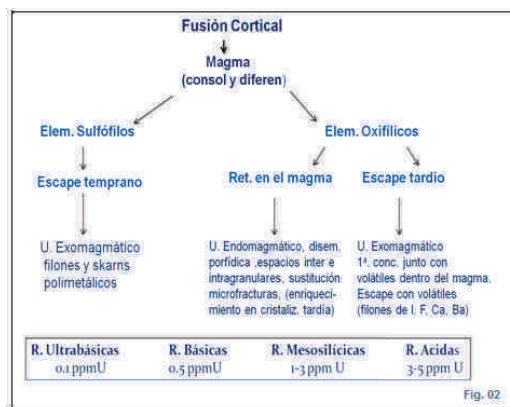 Fusión Cortical
Magma
(consol y diferen)
Elem. Sulfófilos
Elem. Oxifílicos
Escape temprano
Ret. en el magma
Escape tardio
U. Exomagmático
filones y skarns
polimetálicos
U. Endomagmático, disem.
porfídica ,espacios inter e
intragranulares, sustitución
microfracturas, (enriqueci-
miento en cristaliz. tardía)
U. Exomagmático
1ª. conc. junto con
volátiles dentro del magma.
Escape con volátiles
(filones de I. F, Ca, Ba)
R. Ultrabásicas
R. Básicas
R. Mesosilícicas
R. Acidas
0.1 ppmU
0.5 ppmU
1-3 ppm U
3-5 ppm U
Fig. 02